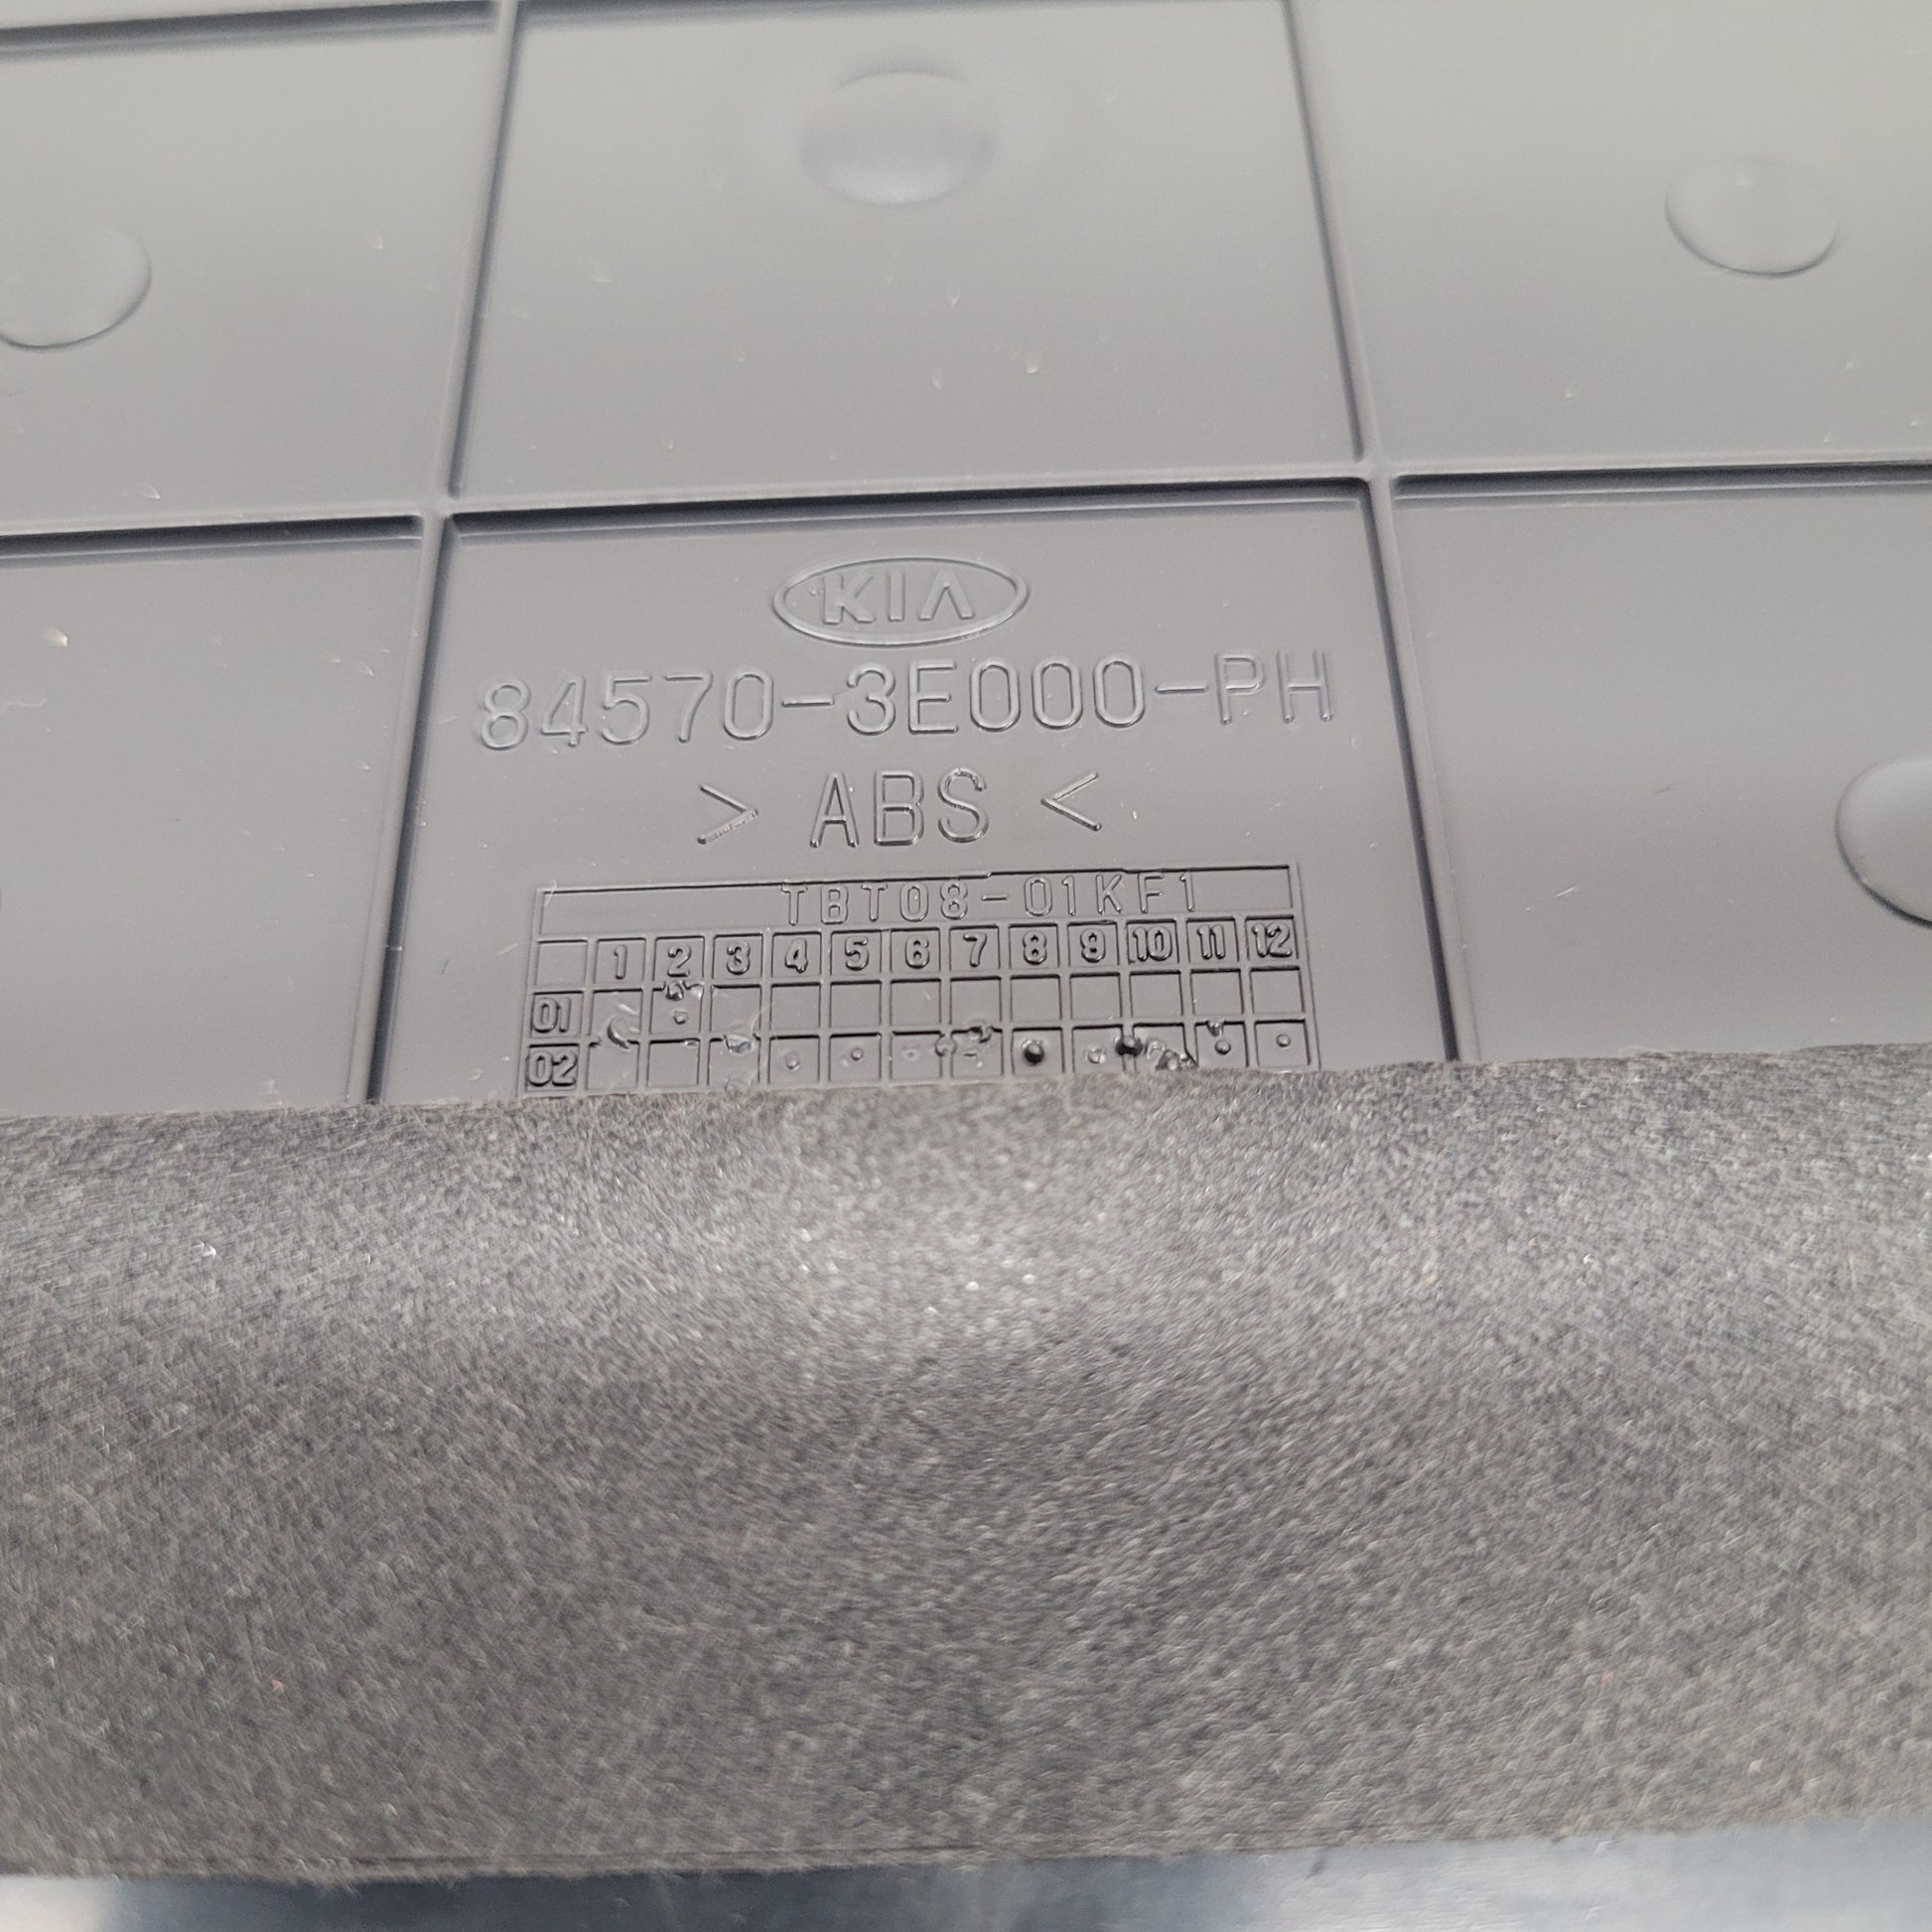 KIA
84570-3E000-PH
> ABS <
TBT08-01KF1
1 2 3 4 5 6 7 8 9 10 11 12
01
02